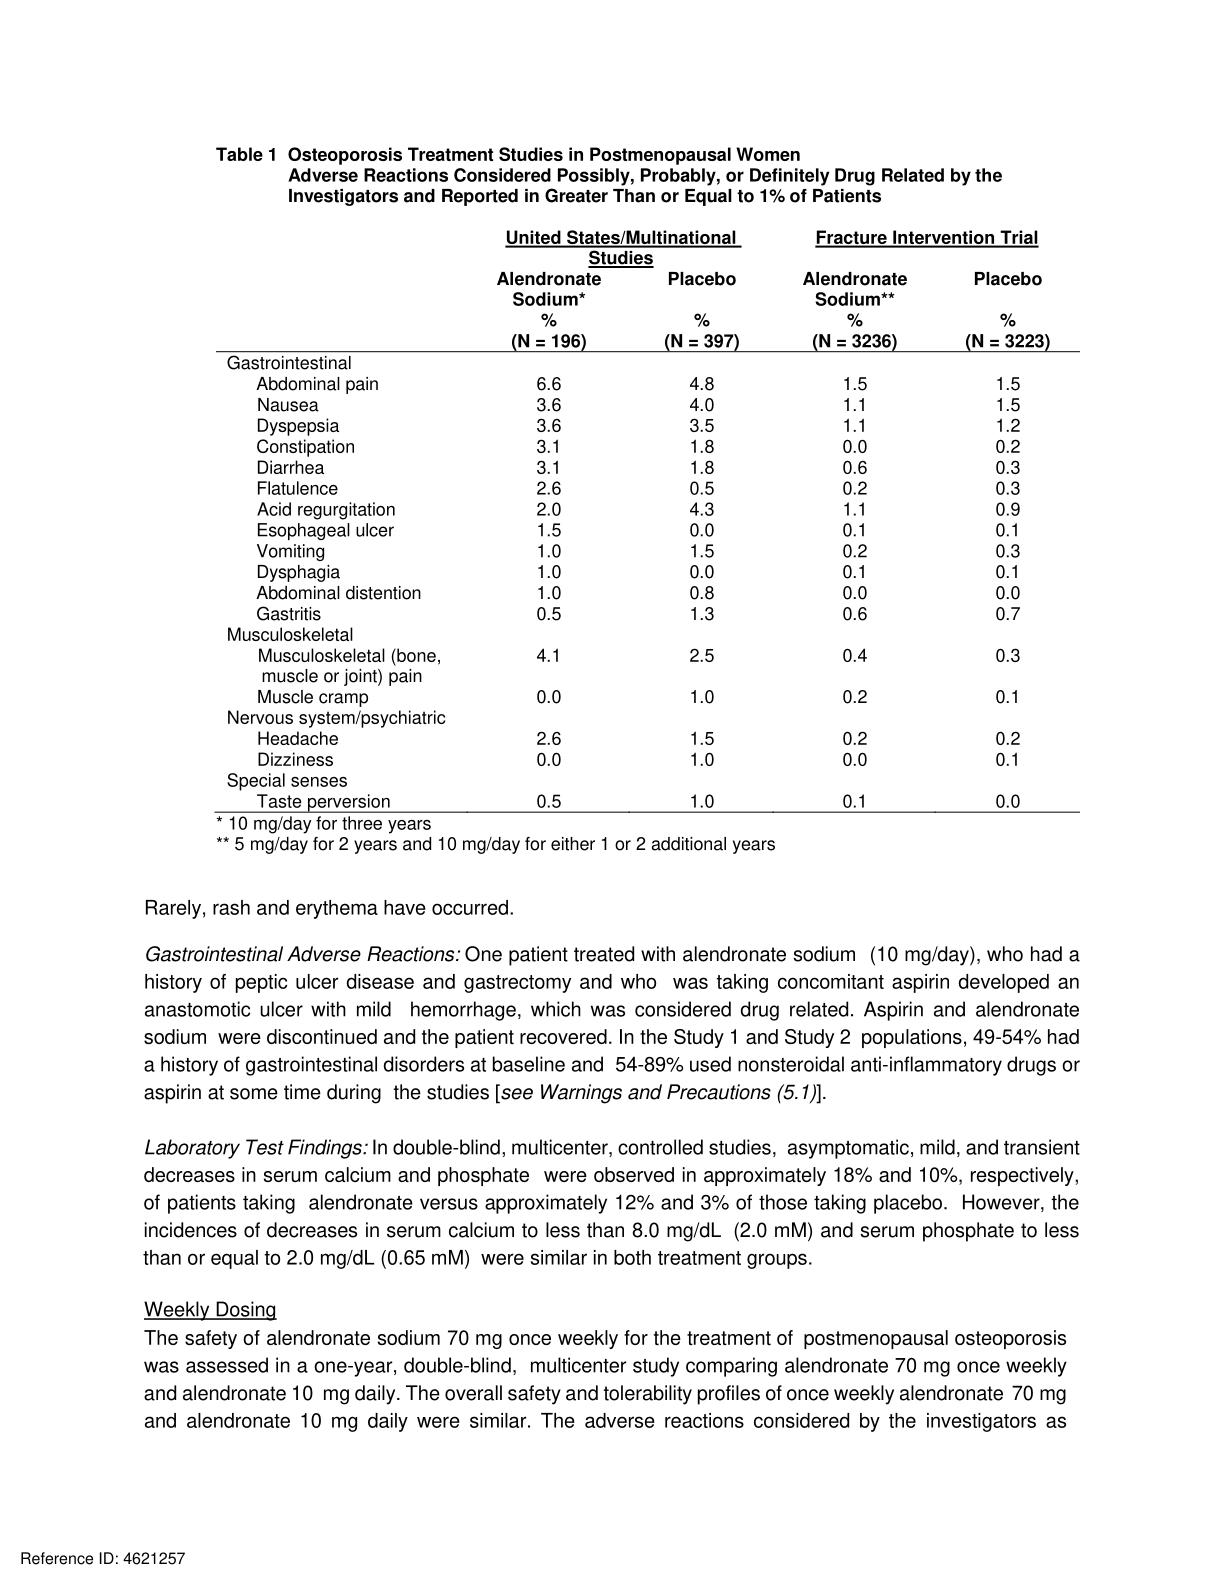 Table 1 Osteoporosis Treatment Studies in Postmenopausal Women
Adverse Reactions Considered Possibly, Probably, or Definitely Drug Related by the
Investigators and Reported in Greater Than or Equal to 1% of Patients
United States/Multinational Studies Fracture Intervention Trial
Alendronate Sodium* Placebo Alendronate Sodium** Placebo
% % % %
(N = 196) (N = 397) (N = 3236) (N = 3223)
Gastrointestinal
Abdominal pain 6.6 4.8 1.5 1.5
Nausea 3.6 4.0 1.1 1.5
Dyspepsia 3.6 3.5 1.1 1.2
Constipation 3.1 1.8 0.0 0.2
Diarrhea 3.1 1.8 0.6 0.3
Flatulence 2.6 0.5 0.2 0.3
Acid regurgitation 2.0 4.3 1.1 0.9
Esophageal ulcer 1.5 0.0 0.1 0.1
Vomiting 1.0 1.5 0.2 0.3
Dysphagia 1.0 0.0 0.1 0.1
Abdominal distention 1.0 0.8 0.0 0.0
Gastritis 0.5 1.3 0.6 0.7
Musculoskeletal
Musculoskeletal (bone, 4.1 2.5 0.4 0.3
muscle or joint) pain
Muscle cramp 0.0 1.0 0.2 0.1
Nervous system/psychiatric
Headache 2.6 1.5 0.2 0.2
Dizziness 0.0 1.0 0.0 0.1
Special senses
Taste perversion 0.5 1.0 0.1 0.0
* 10 mg/day for three years
** 5 mg/day for 2 years and 10 mg/day for either 1 or 2 additional years
Rarely, rash and erythema have occurred.
Gastrointestinal Adverse Reactions: One patient treated with alendronate sodium (10 mg/day), who had a
history of peptic ulcer disease and gastrectomy and who was taking concomitant aspirin developed an
anastomotic ulcer with mild hemorrhage, which was considered drug related. Aspirin and alendronate
sodium were discontinued and the patient recovered. In the Study 1 and Study 2 populations, 49-54% had
a history of gastrointestinal disorders at baseline and 54-89% used nonsteroidal anti-inflammatory drugs or
aspirin at some time during the studies [see Warnings and Precautions (5.1)].
Laboratory Test Findings: In double-blind, multicenter, controlled studies, asymptomatic, mild, and transient
decreases in serum calcium and phosphate were observed in approximately 18% and 10%, respectively,
of patients taking alendronate versus approximately 12% and 3% of those taking placebo. However, the
incidences of decreases in serum calcium to less than 8.0 mg/dL (2.0 mM) and serum phosphate to less
than or equal to 2.0 mg/dL (0.65 mM) were similar in both treatment groups.
Weekly Dosing
The safety of alendronate sodium 70 mg once weekly for the treatment of postmenopausal osteoporosis
was assessed in a one-year, double-blind, multicenter study comparing alendronate 70 mg once weekly
and alendronate 10 mg daily. The overall safety and tolerability profiles of once weekly alendronate 70 mg
and alendronate 10 mg daily were similar. The adverse reactions considered by the investigators as
Reference ID: 4621257